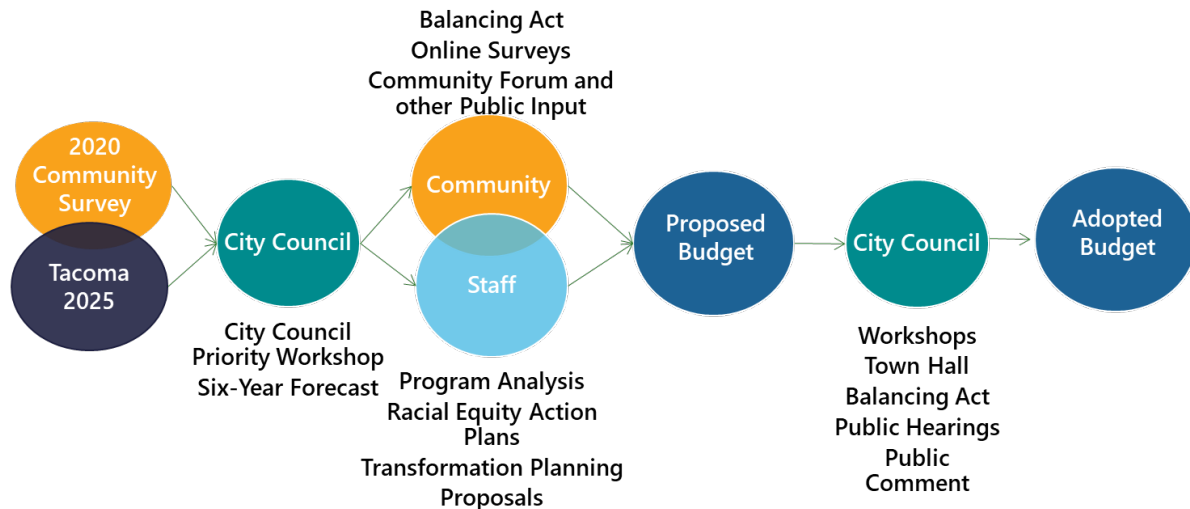 Balancing Act
Online Surveys
Community Forum and
other Public Input
2020
Community
Survey
Tacoma
2025
City Council
City Council
Priority Workshop
Six-Year Forecast
Community
Staff
Program Analysis
Racial Equity Action
Plans
Transformation Planning
Proposals
Proposed
Budget
City Council
Workshops
Town Hall
Balancing Act
Public Hearings
Public
Comment
Adopted
Budget